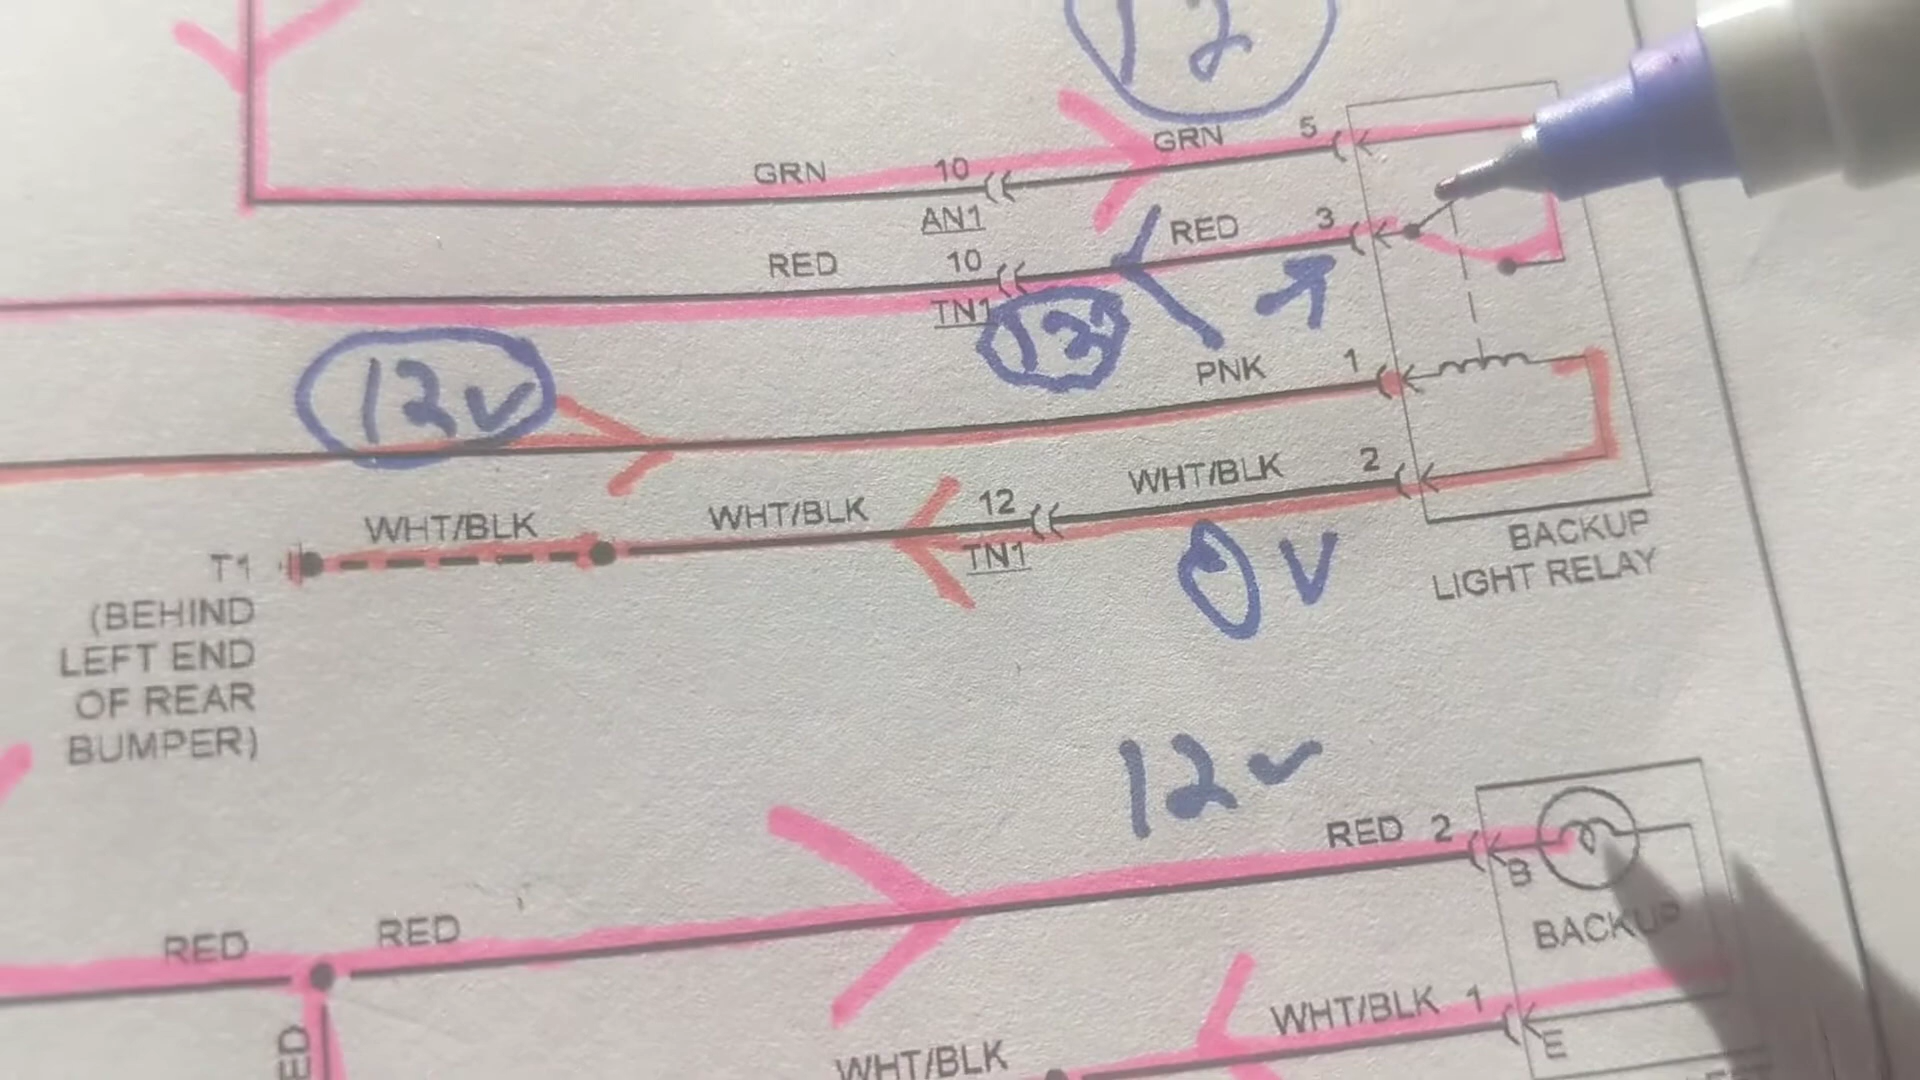 12
GRN 10 GRN 5
AN1
RED 10 RED 3
TN1 12
12v PNK 1
WHT/BLK WHT/BLK 12 WHT/BLK 2
T1 TN1 0v
(BEHIND
LEFT END
OF REAR
BUMPER)
BACKUP
LIGHT RELAY
12v
RED RED RED 2
B
BACKUP
WHT/BLK 1
E
WHT/BLK